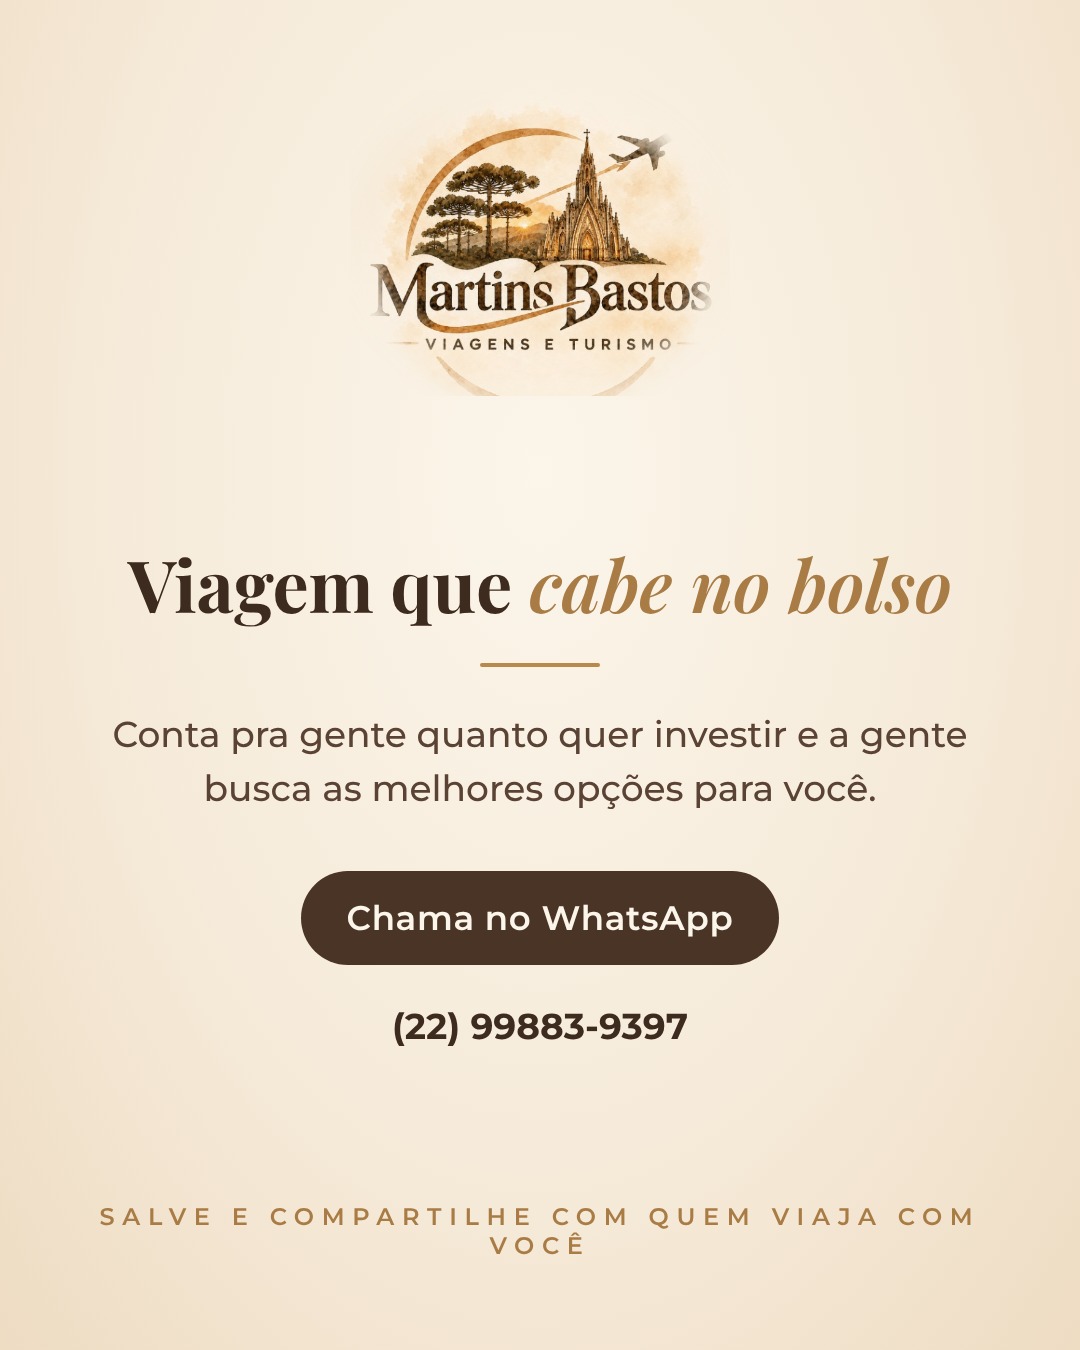 Martins Bastos
VIAGENS E TURISMO
Viagem que cabe no bolso
Conta pra gente quanto quer investir e a gente
busca as melhores opções para você.
Chama no WhatsApp
(22) 99883-9397
SALVE E COMPARTILHE COM QUEM VIAJA COM
VOCÊ